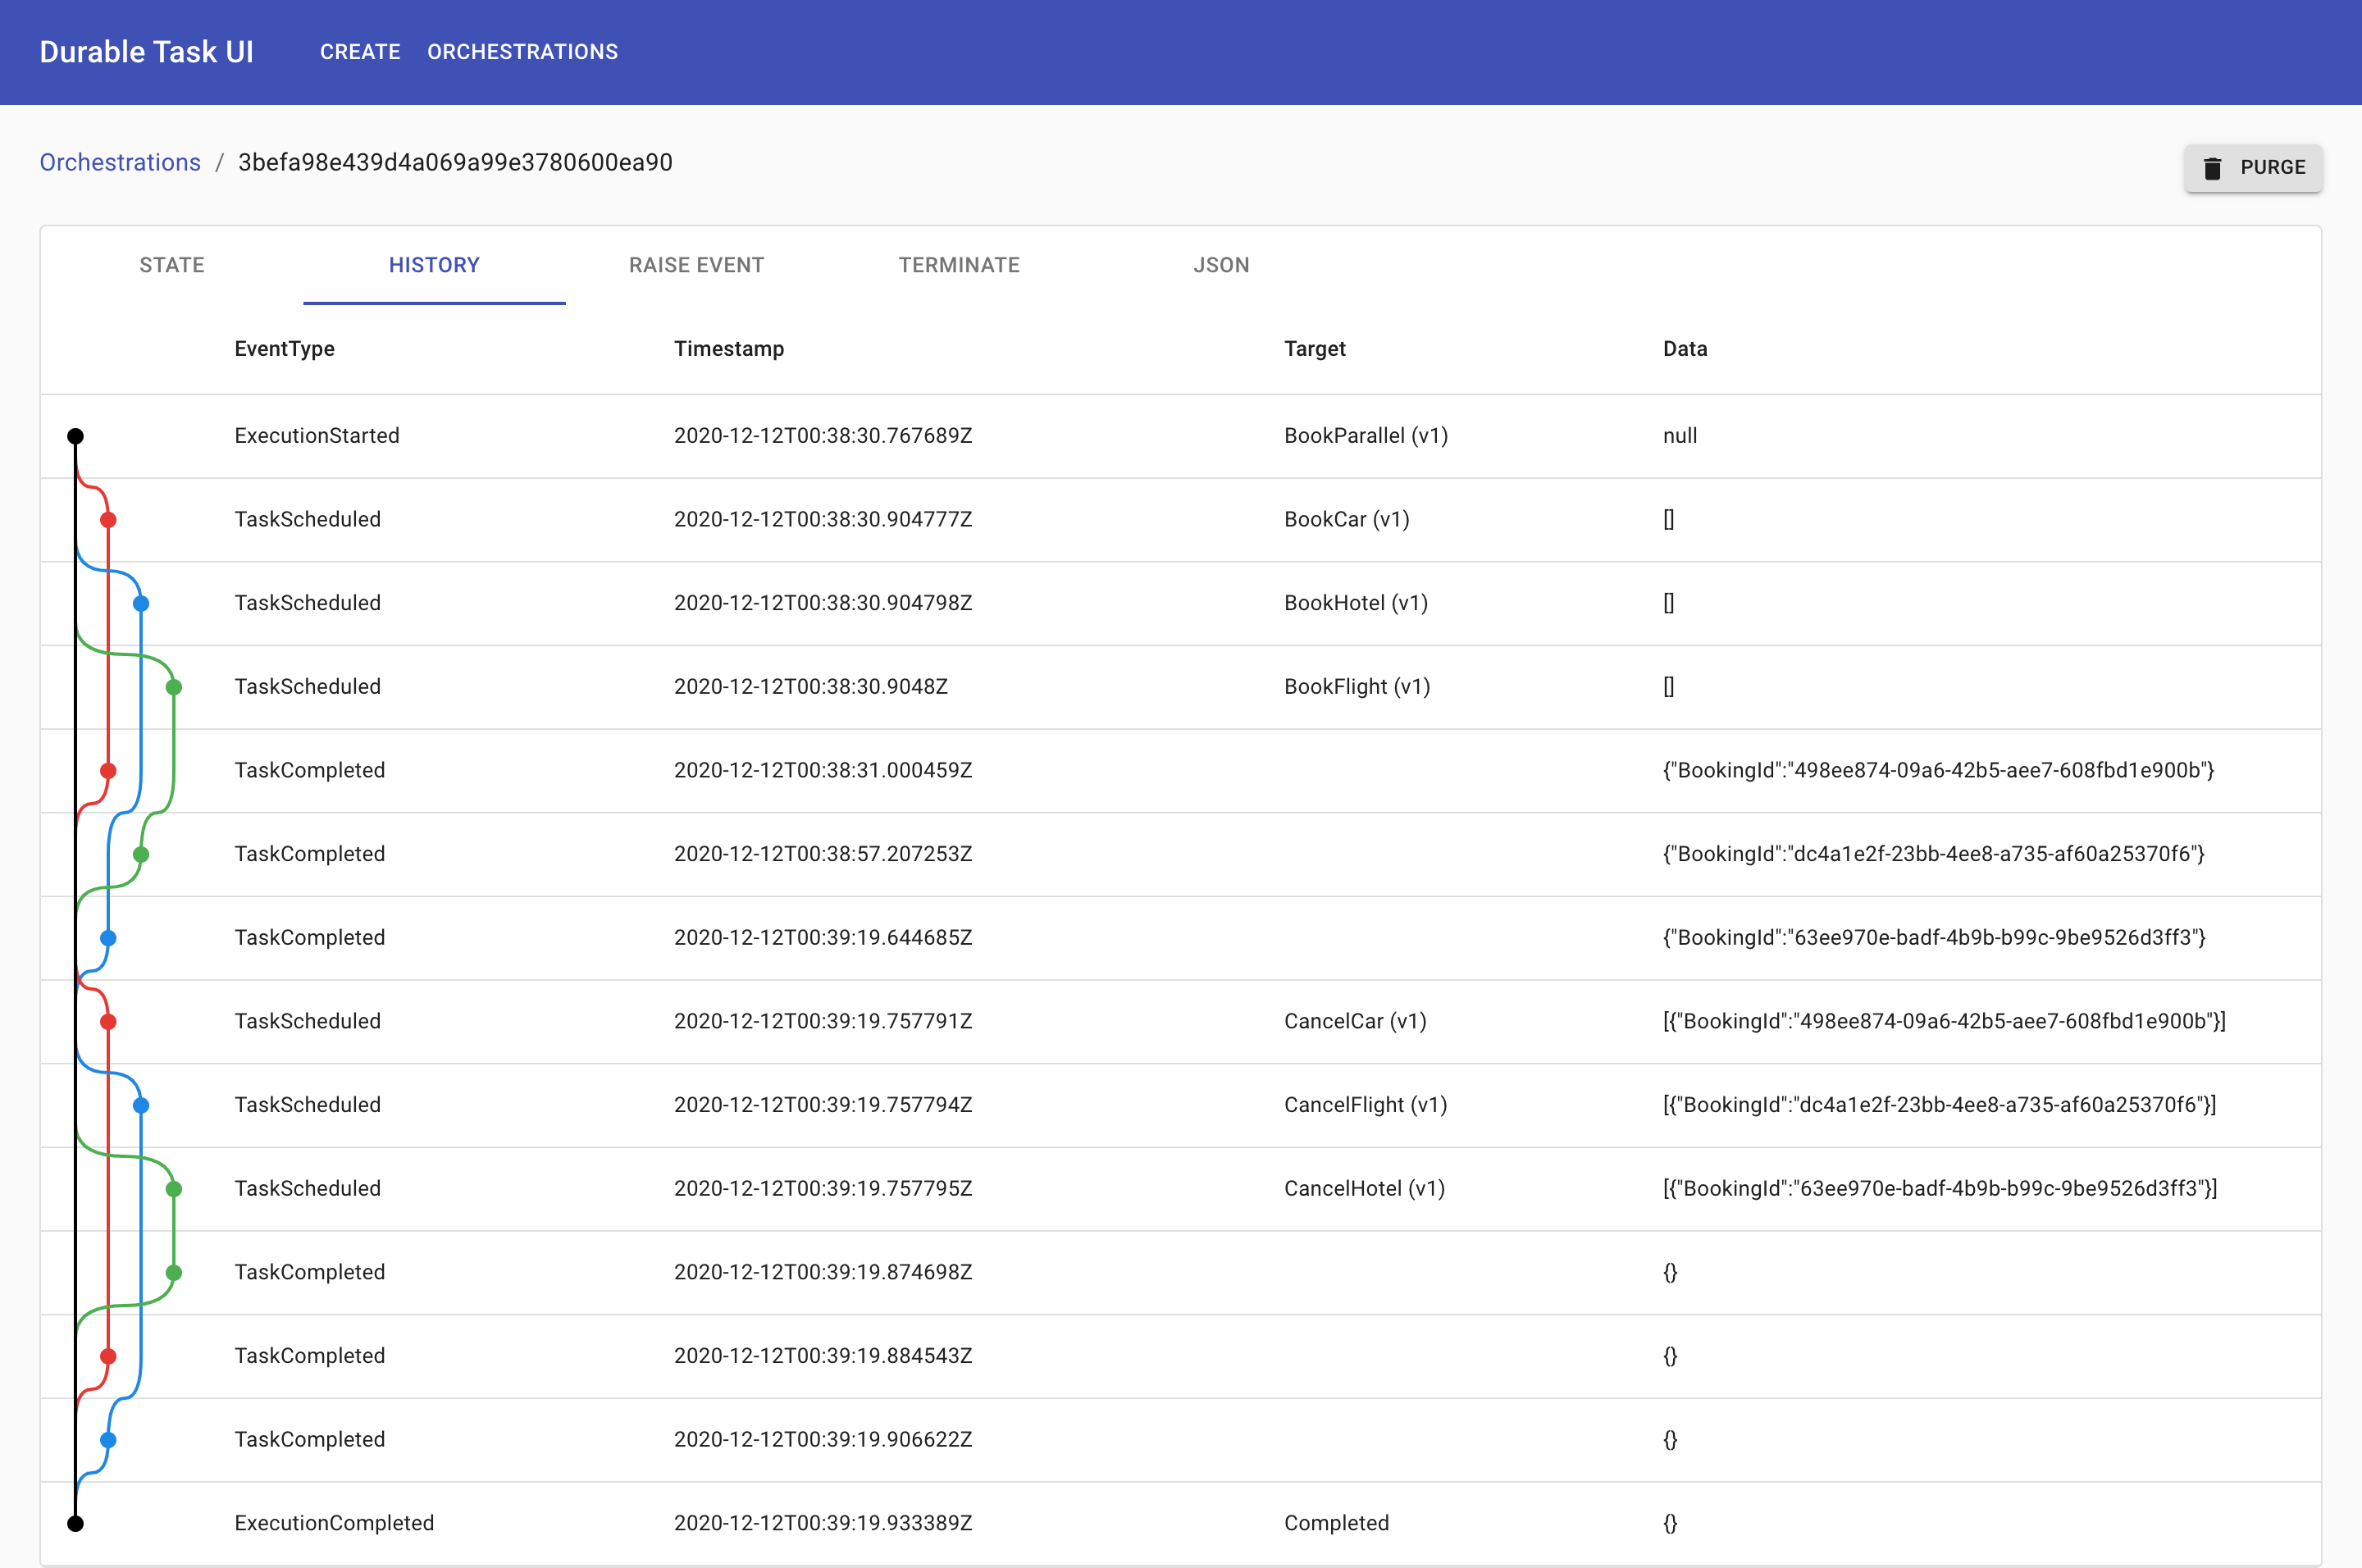 Durable Task UI CREATE ORCHESTRATIONS
Orchestrations / 3befa98e439d4a069a99e3780600ea90 PURGE
STATE HISTORY RAISE EVENT TERMINATE JSON
EventType Timestamp Target Data
ExecutionStarted 2020-12-12T00:38:30.767689Z BookParallel (v1) null
TaskScheduled 2020-12-12T00:38:30.904777Z BookCar (v1) []
TaskScheduled 2020-12-12T00:38:30.904798Z BookHotel (v1) []
TaskScheduled 2020-12-12T00:38:30.9048Z BookFlight (v1) []
TaskCompleted 2020-12-12T00:38:31.000459Z {"BookingId":"498ee874-09a6-42b5-aee7-608fbd1e900b"}
TaskCompleted 2020-12-12T00:38:57.207253Z {"BookingId":"dc4a1e2f-23bb-4ee8-a735-af60a25370f6"}
TaskCompleted 2020-12-12T00:39:19.644685Z {"BookingId":"63ee970e-badf-4b9b-b99c-9be9526d3ff3"}
TaskScheduled 2020-12-12T00:39:19.757791Z CancelCar (v1) [{"BookingId":"498ee874-09a6-42b5-aee7-608fbd1e900b"}]
TaskScheduled 2020-12-12T00:39:19.757794Z CancelFlight (v1) [{"BookingId":"dc4a1e2f-23bb-4ee8-a735-af60a25370f6"}]
TaskScheduled 2020-12-12T00:39:19.757795Z CancelHotel (v1) [{"BookingId":"63ee970e-badf-4b9b-b99c-9be9526d3ff3"}]
TaskCompleted 2020-12-12T00:39:19.874698Z {}
TaskCompleted 2020-12-12T00:39:19.884543Z {}
TaskCompleted 2020-12-12T00:39:19.906622Z {}
ExecutionCompleted 2020-12-12T00:39:19.933389Z Completed {}